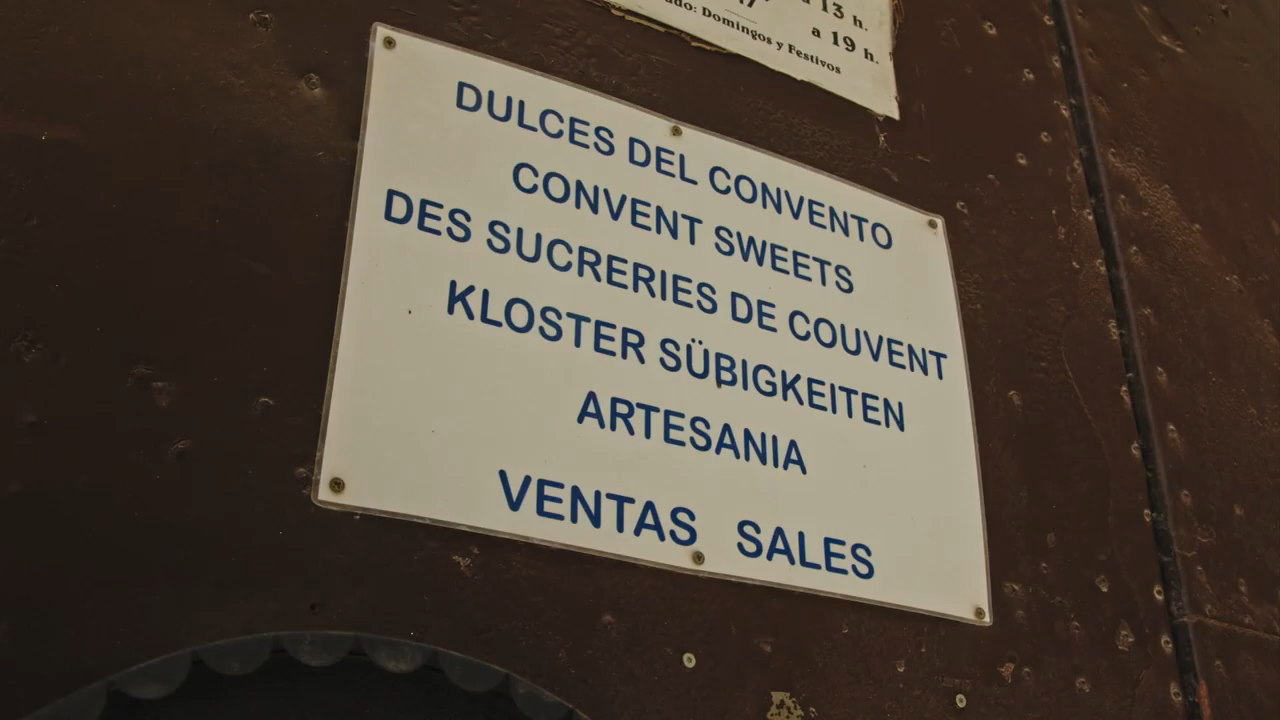 a 13 h.
a 19 h.
Domingos y Festivos
DULCES DEL CONVENTO
CONVENT SWEETS
DES SUCRERIES DE COUVENT
KLOSTER SÜBIGKEITEN
ARTESANIA
VENTAS SALES